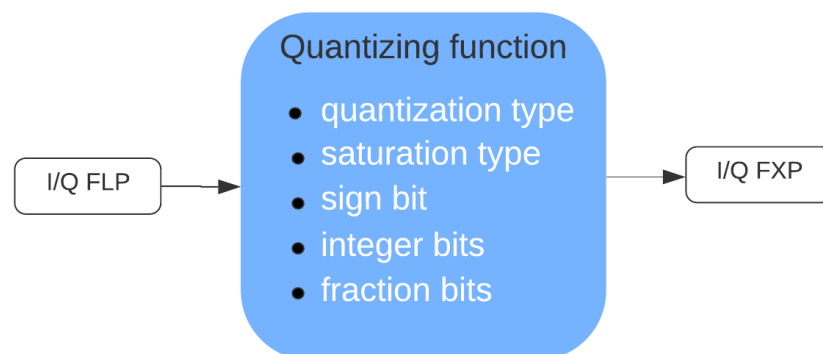 Quantizing function
quantization type
saturation type
sign bit
integer bits
fraction bits
I/Q FLP
I/Q FXP